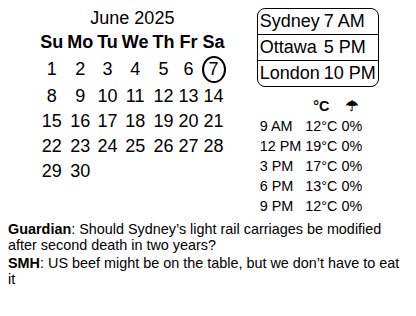 June 2025
Su Mo Tu We Th Fr Sa
1 2 3 4 5 6 7
8 9 10 11 12 13 14
15 16 17 18 19 20 21
22 23 24 25 26 27 28
29 30
Sydney 7 AM
Ottawa 5 PM
London 10 PM
°C ☂
9 AM 12°C 0%
12 PM 19°C 0%
3 PM 17°C 0%
6 PM 13°C 0%
9 PM 12°C 0%
Guardian: Should Sydney’s light rail carriages be modified
after second death in two years?
SMH: US beef might be on the table, but we don’t have to eat
it